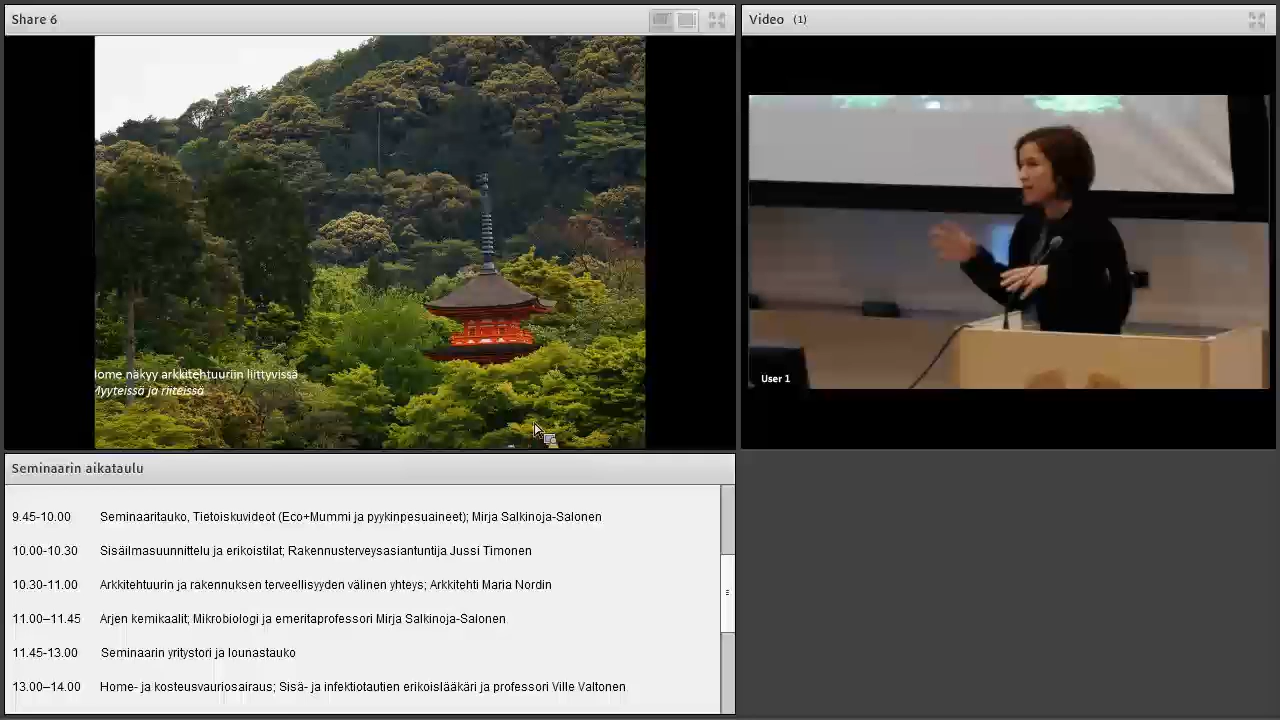 Share 6
Video (1)
ome näkyy arkkitehtuuriin liittyvissä
Myyteissä ja riiteissä
User 1
Seminaarin aikataulu
9.45-10.00 Seminaaritauko, Tietoiskuvideot (Eco+Mummi ja pyykinpesuaineet); Mirja Salkinoja-Salonen
10.00-10.30 Sisäilmasuunnittelu ja erikoistilat; Rakennusterveysasiantuntija Jussi Timonen
10.30-11.00 Arkkitehtuurin ja rakennuksen terveellisyyden välinen yhteys; Arkkitehti Maria Nordin
11.00–11.45 Arjen kemikaalit; Mikrobiologi ja emeritaprofessori Mirja Salkinoja-Salonen
11.45-13.00 Seminaarin yritystori ja lounastauko
13.00–14.00 Home- ja kosteusvauriosairaus; Sisä- ja infektiotautien erikoislääkäri ja professori Ville Valtonen